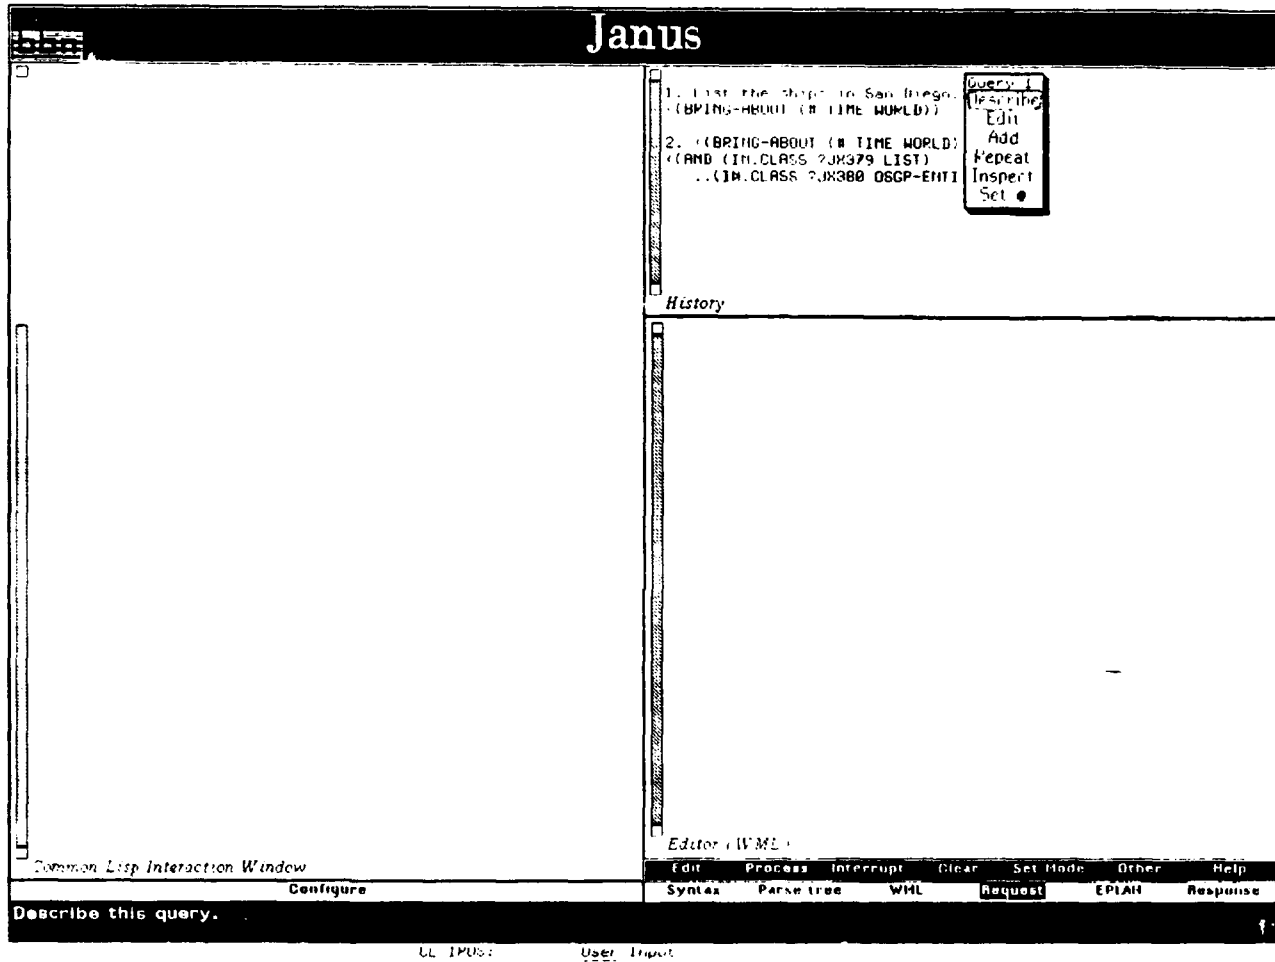 Janus
1. List the ships in San Diego.
((BRING-ABOUT (# TIME WORLD))
2. ((BRING-ABOUT (# TIME WORLD)
((AND (IN.CLASS ?JX379 LIST)
..(IN.CLASS ?JX380 OSGP-ENTI
Query 1
Describe
Edit
Add
Repeat
Inspect
Set
History
Editor (WML)
Common Lisp Interaction Window
Edit Process Interrupt Clear Set Mode Other Help
Configure
Syntax Parse tree WML Request EPLAN Response
Describe this query.
User Input